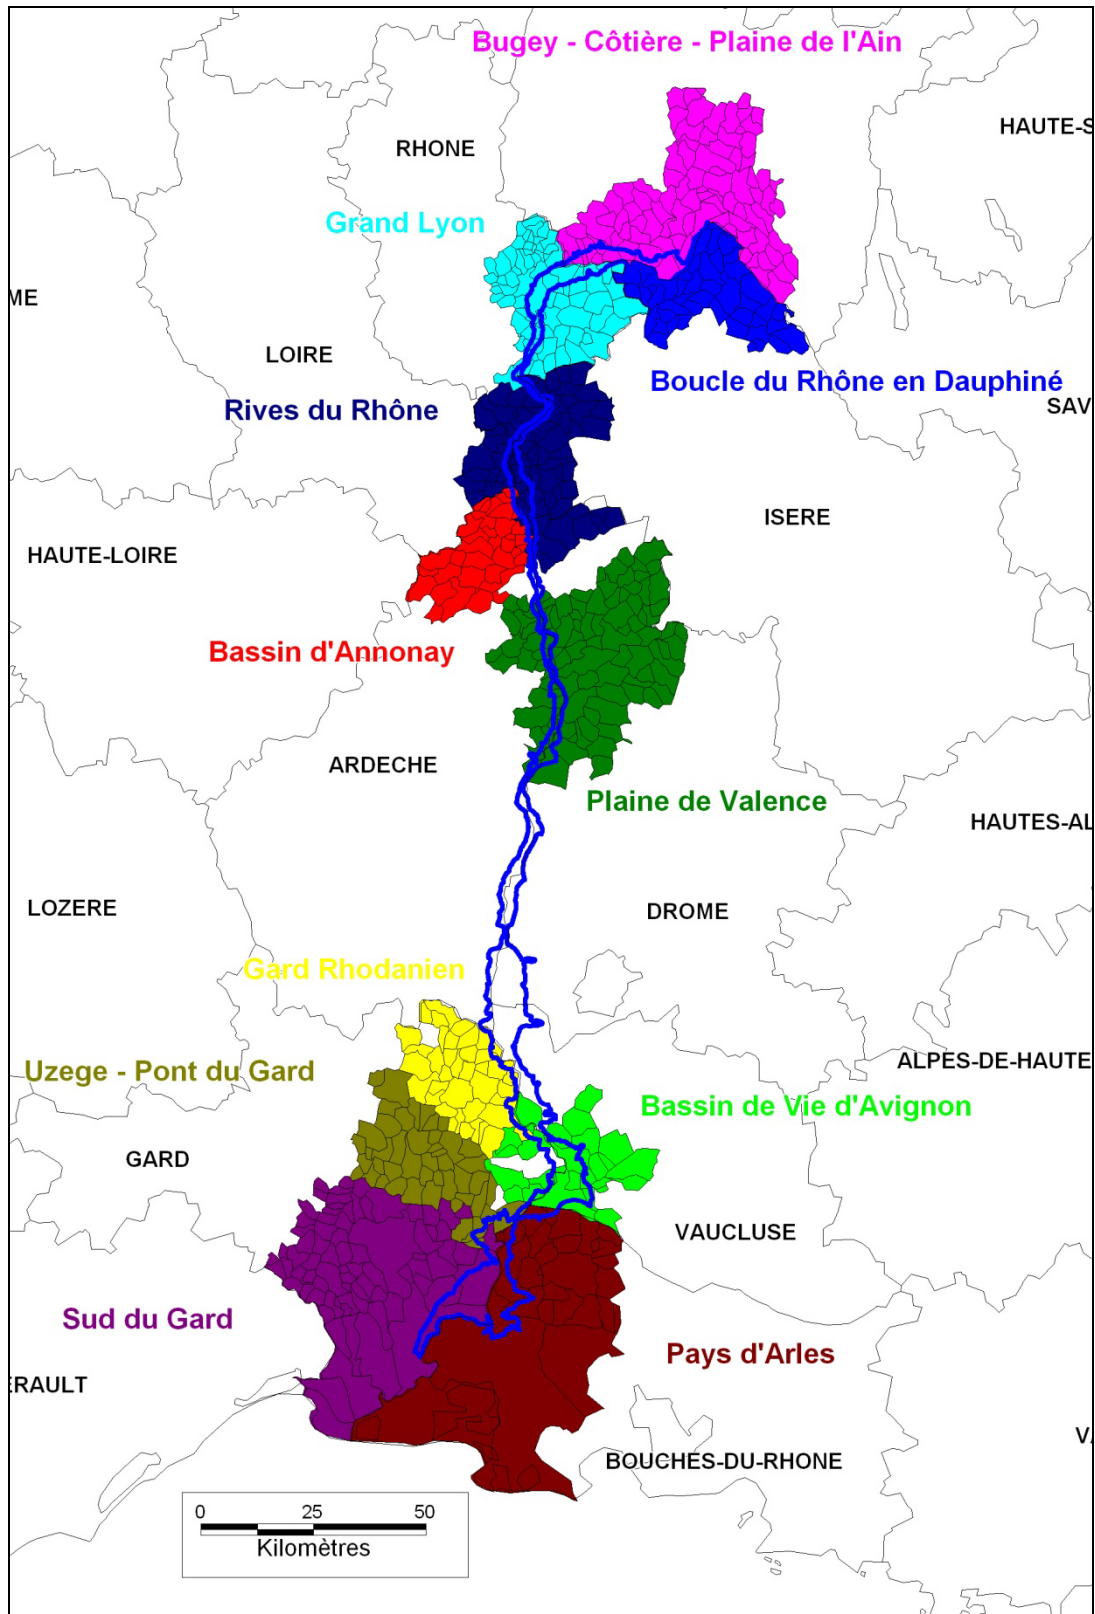 Bugey - Côtière - Plaine de l'Ain
HAUTE-S
RHONE
Grand Lyon
ME
LOIRE
Boucle du Rhône en Dauphiné
SAV
Rives du Rhône
ISERE
HAUTE-LOIRE
Bassin d'Annonay
ARDECHE
Plaine de Valence
HAUTES-AL
LOZERE
DROME
Gard Rhodanien
ALPES-DE-HAUTE
Uzege - Pont du Gard
Bassin de Vie d'Avignon
GARD
VAUCLUSE
Sud du Gard
Pays d'Arles
ERAULT
VA
BOUCHES-DU-RHONE
0 25 50
Kilomètres